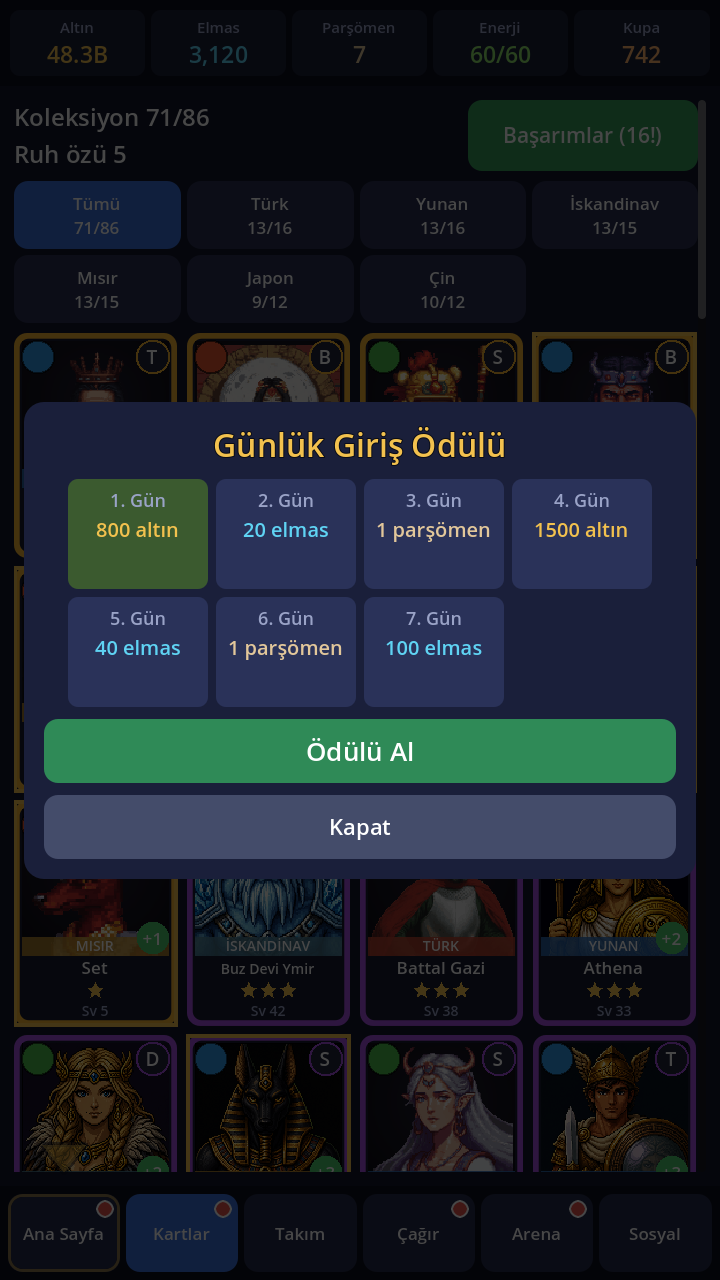 Altın
48.3B
Elmas
3,120
Parşömen
7
Enerji
60/60
Kupa
742
Koleksiyon 71/86
Ruh özü 5
Başarımlar (16!)
Tümü
71/86
Türk
13/16
Yunan
13/16
İskandinav
13/15
Mısır
13/15
Japon
9/12
Çin
10/12
T
B
S
B
Günlük Giriş Ödülü
1. Gün
800 altın
2. Gün
20 elmas
3. Gün
1 parşömen
4. Gün
1500 altın
5. Gün
40 elmas
6. Gün
1 parşömen
7. Gün
100 elmas
Ödülü Al
Kapat
+1
MISIR
Set
Sv 5
İSKANDİNAV
Buz Devi Ymir
Sv 42
TÜRK
Battal Gazi
Sv 38
+2
YUNAN
Athena
Sv 33
D
S
S
T
Ana Sayfa
Kartlar
Takım
Çağır
Arena
Sosyal